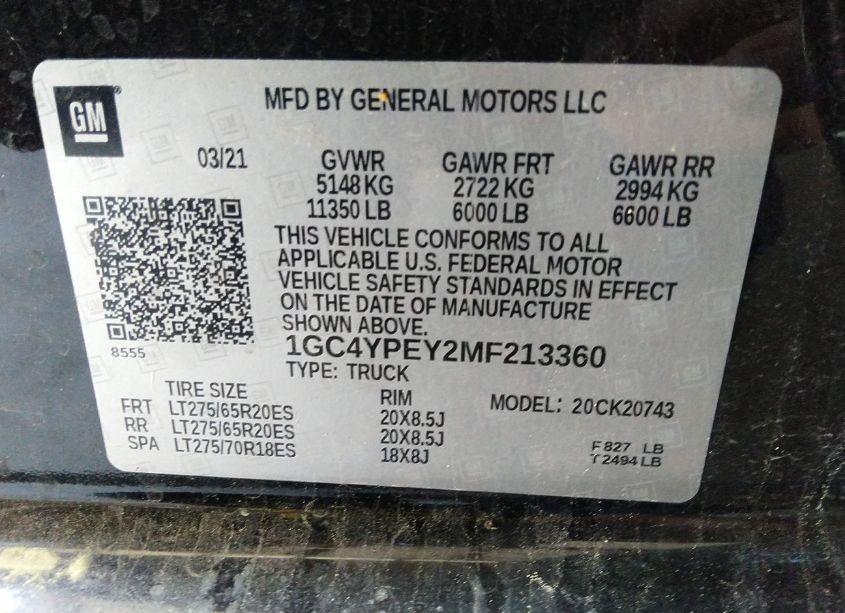 GM
MFD BY GENERAL MOTORS LLC
03/21 GVWR GAWR FRT GAWR RR
5148 KG 2722 KG 2994 KG
11350 LB 6000 LB 6600 LB
THIS VEHICLE CONFORMS TO ALL
APPLICABLE U.S. FEDERAL MOTOR
VEHICLE SAFETY STANDARDS IN EFFECT
ON THE DATE OF MANUFACTURE
SHOWN ABOVE.
8555
1GC4YPEY2MF213360
TYPE: TRUCK
TIRE SIZE RIM
FRT LT275/65R20ES 20X8.5J MODEL: 20CK20743
RR LT275/65R20ES 20X8.5J F 827 LB
SPA LT275/70R18ES 18X8J T 2494 LB